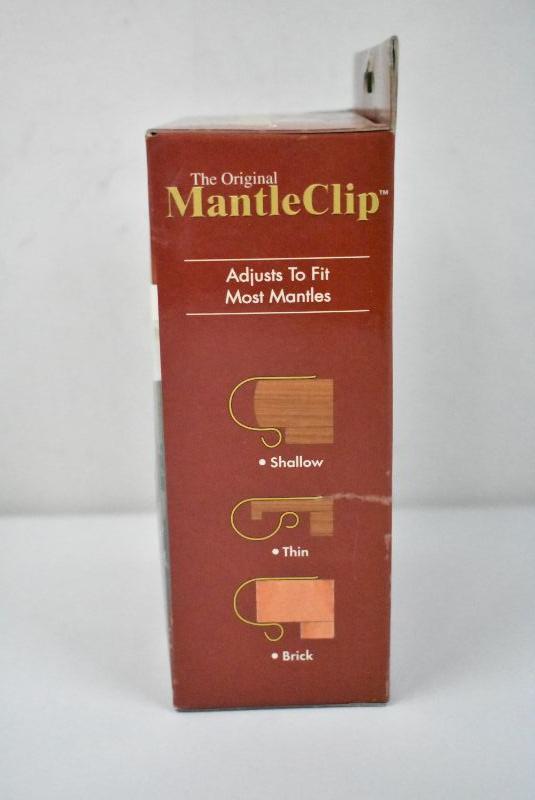 The Original
MantleClip™
Adjusts To Fit
Most Mantles
• Shallow
• Thin
• Brick